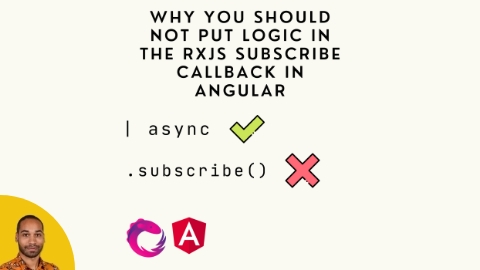 WHY YOU SHOULD
NOT PUT LOGIC IN
THE RXJS SUBSCRIBE
CALLBACK IN
ANGULAR
| async
.subscribe()
A